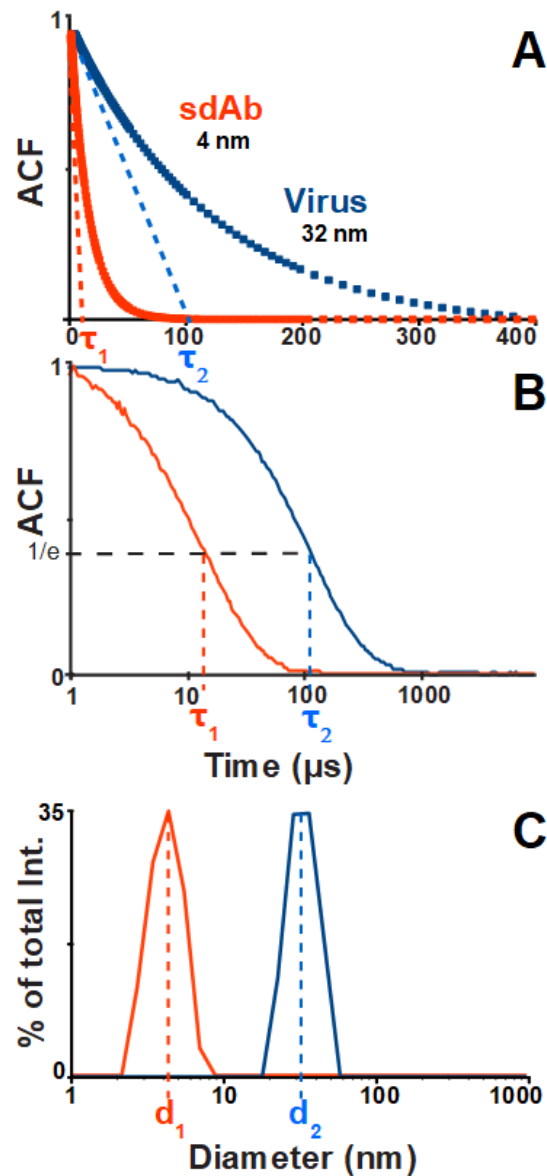 1
A
sdAb
4 nm
ACF
Virus
32 nm
0 100 200 300 400
τ1
τ2
1
B
ACF
1/e
0
1 10 100 1000
τ1 τ2
Time (µs)
35
C
% of total Int.
0
1 10 100 1000
d1 d2
Diameter (nm)